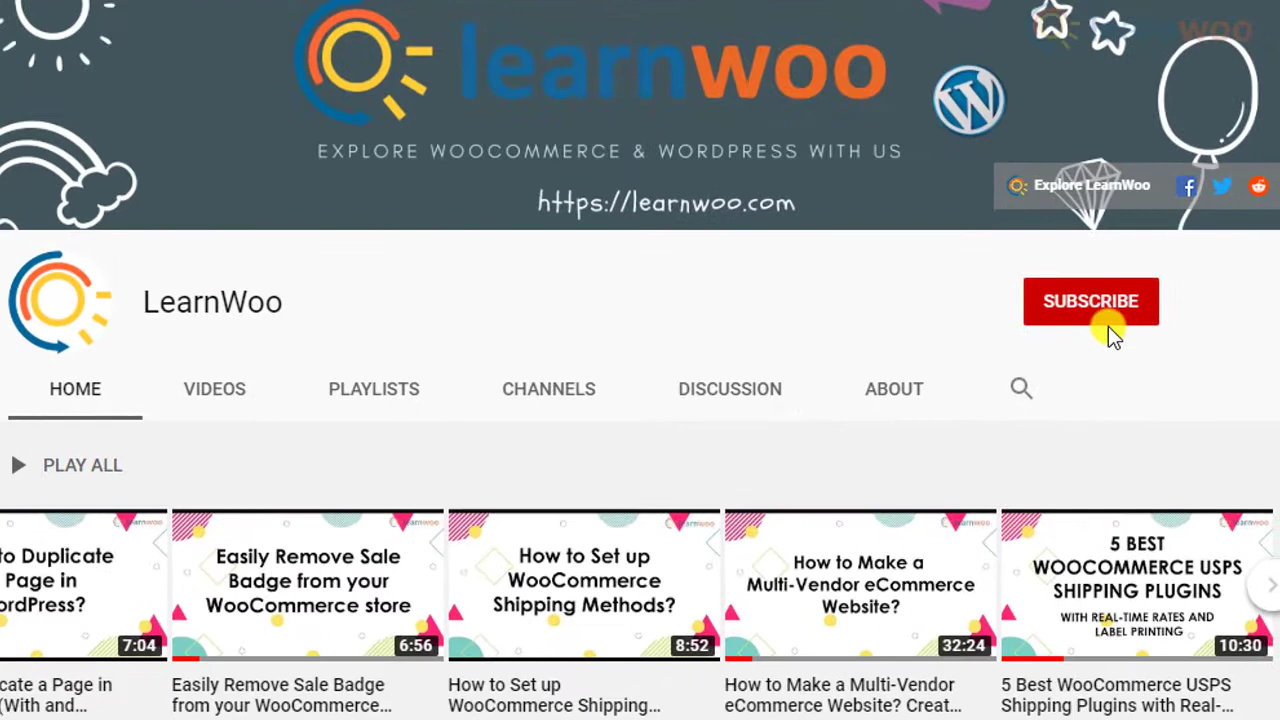 learnwoo
woo
EXPLORE WOOCOMMERCE & WORDPRESS WITH US
https://learnwoo.com
Explore LearnWoo
LearnWoo
SUBSCRIBE
HOME VIDEOS PLAYLISTS CHANNELS DISCUSSION ABOUT
PLAY ALL
to Duplicate
Page in
ordPress?
7:04
cate a Page in
(With and...
Easily Remove Sale
Badge from your
WooCommerce store
6:56
Easily Remove Sale Badge
from your WooCommerce...
How to Set up
WooCommerce
Shipping Methods?
8:52
How to Set up
WooCommerce Shipping...
How to Make a
Multi-Vendor eCommerce
Website?
32:24
How to Make a Multi-Vendor
eCommerce Website? Creat...
5 BEST
WOOCOMMERCE USPS
SHIPPING PLUGINS
WITH REAL-TIME RATES AND
LABEL PRINTING
10:30
5 Best WooCommerce USPS
Shipping Plugins with Real-...